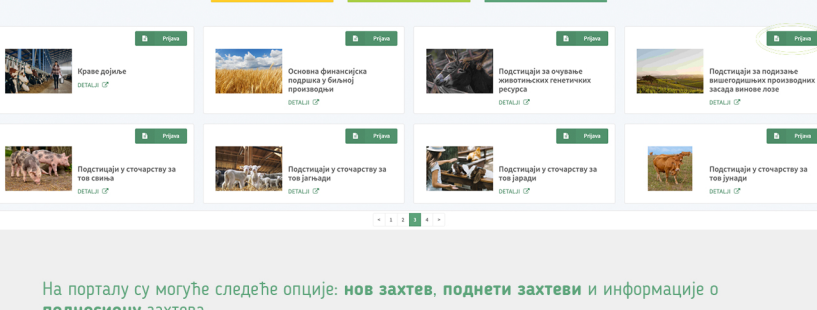 Prijava
Prijava
Prijava
Prijava
Краве дојиље
DETALJI
Основна финансијска
подршка у биљној
производњи
DETALJI
Подстицаји за очување
животињских генетичких
ресурса
DETALJI
Подстицаји за подизање
вишегодишњих производних
засада винове лозе
DETALJI
Prijava
Prijava
Prijava
Prijava
Подстицаји у сточарству за
тов свиња
DETALJI
Подстицаји у сточарству за
тов јагњади
DETALJI
Подстицаји у сточарству за
тов јаради
DETALJI
Подстицаји у сточарству за
тов јунади
DETALJI
« 1 2 3 4 »
На порталу су могуће следеће опције: нов захтев, поднети захтеви и информације о